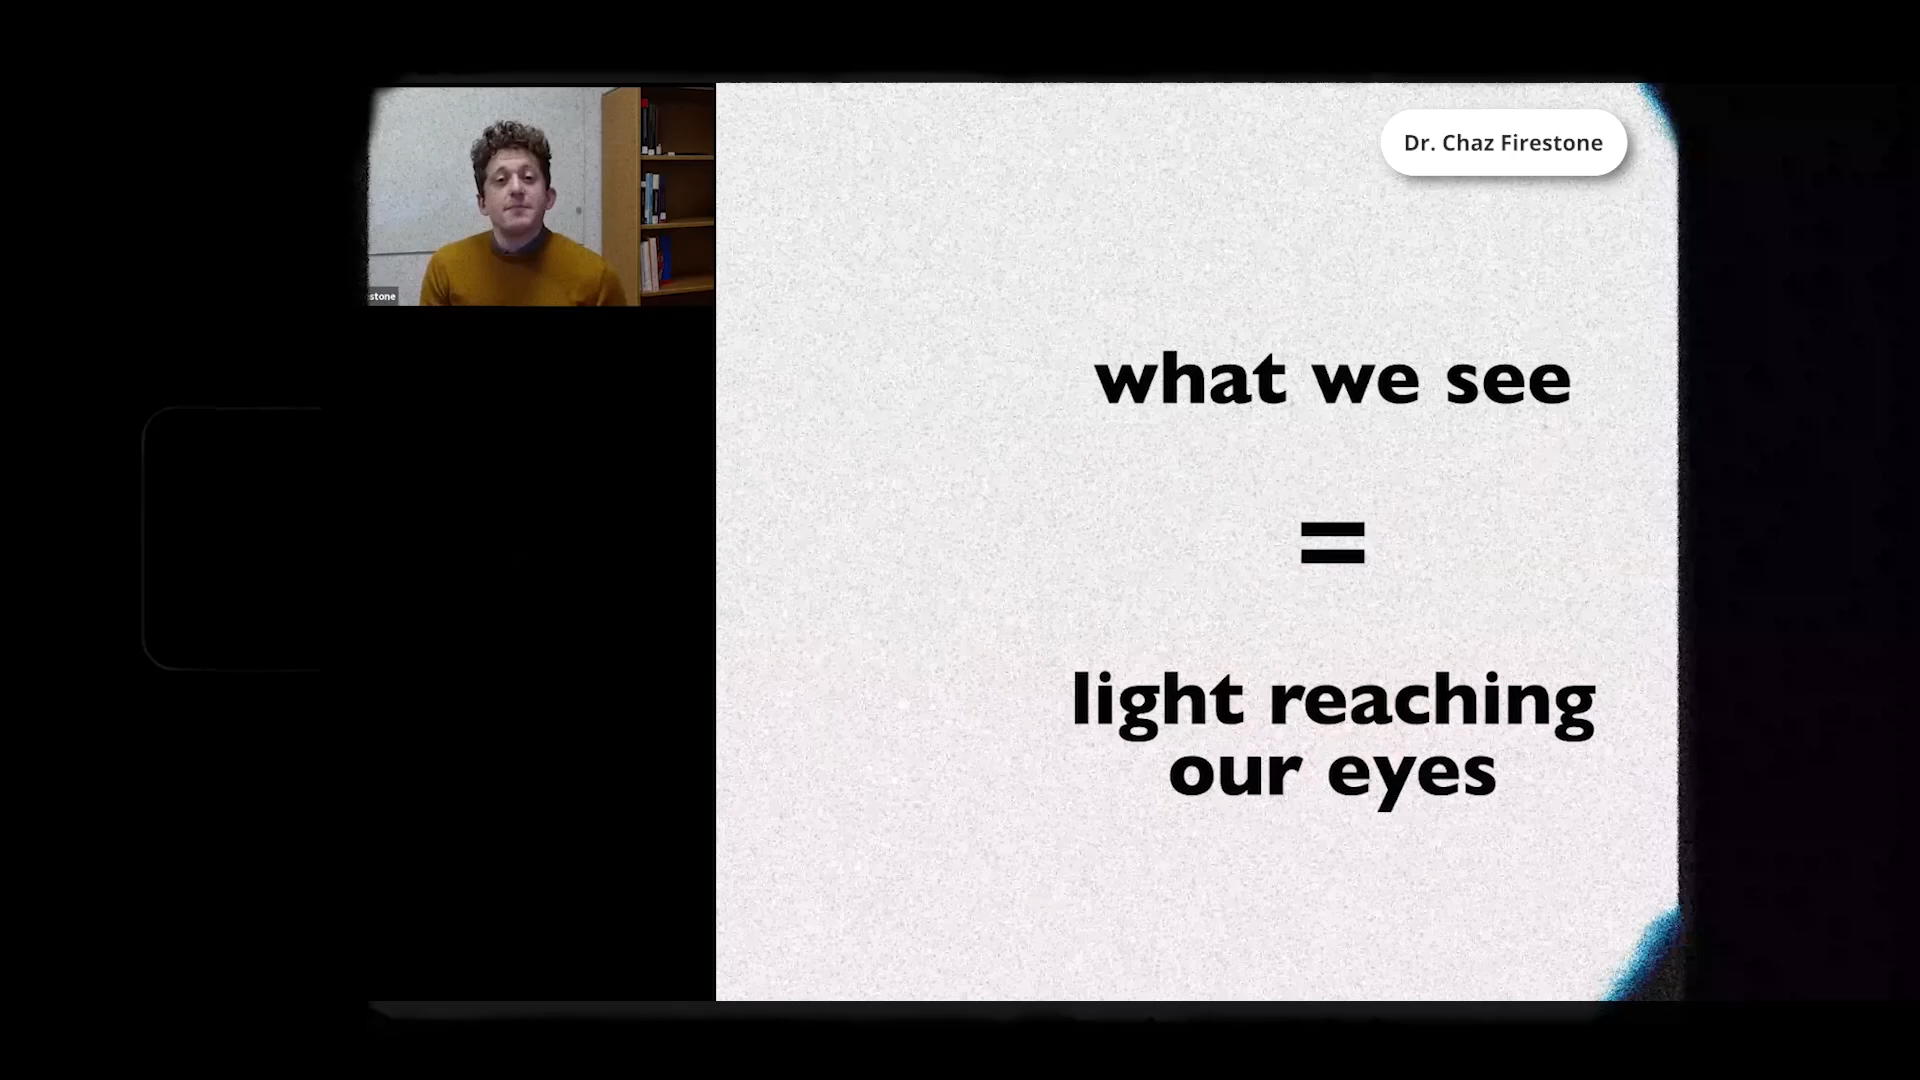 Dr. Chaz Firestone
stone
what we see
=
light reaching
our eyes